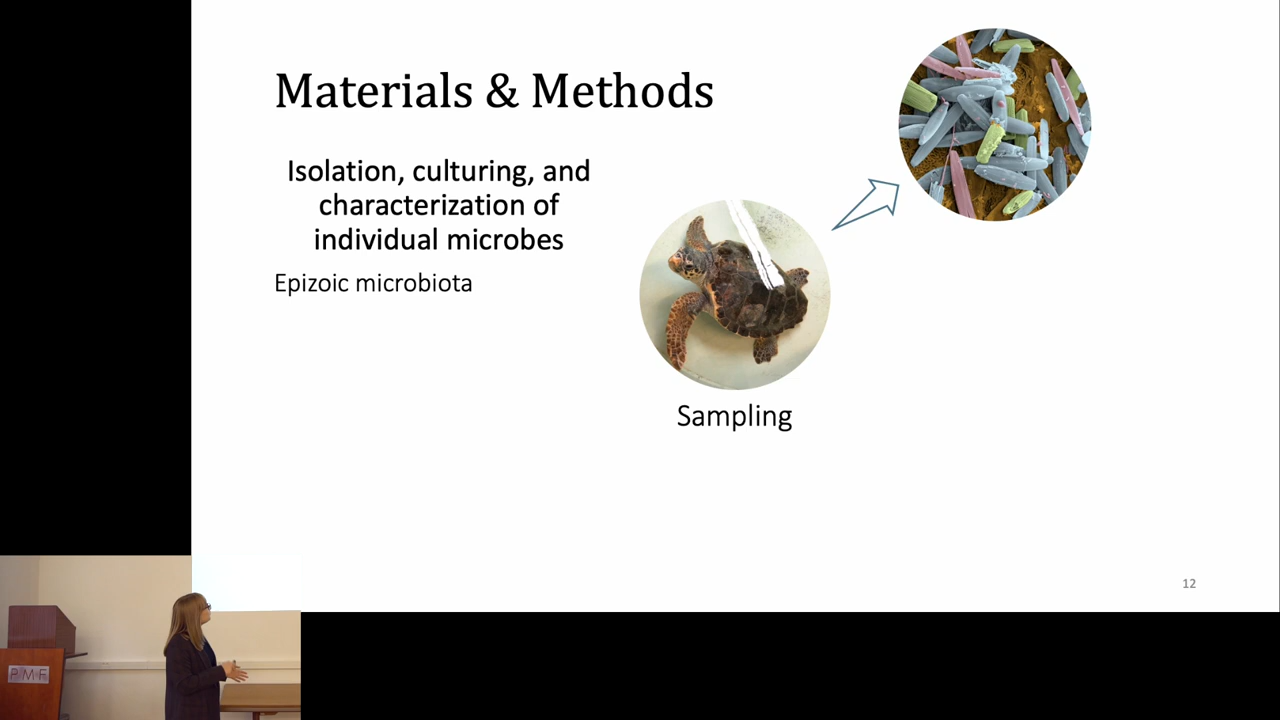 Materials & Methods
Isolation, culturing, and
characterization of
individual microbes
Epizoic microbiota
Sampling
12
PMF